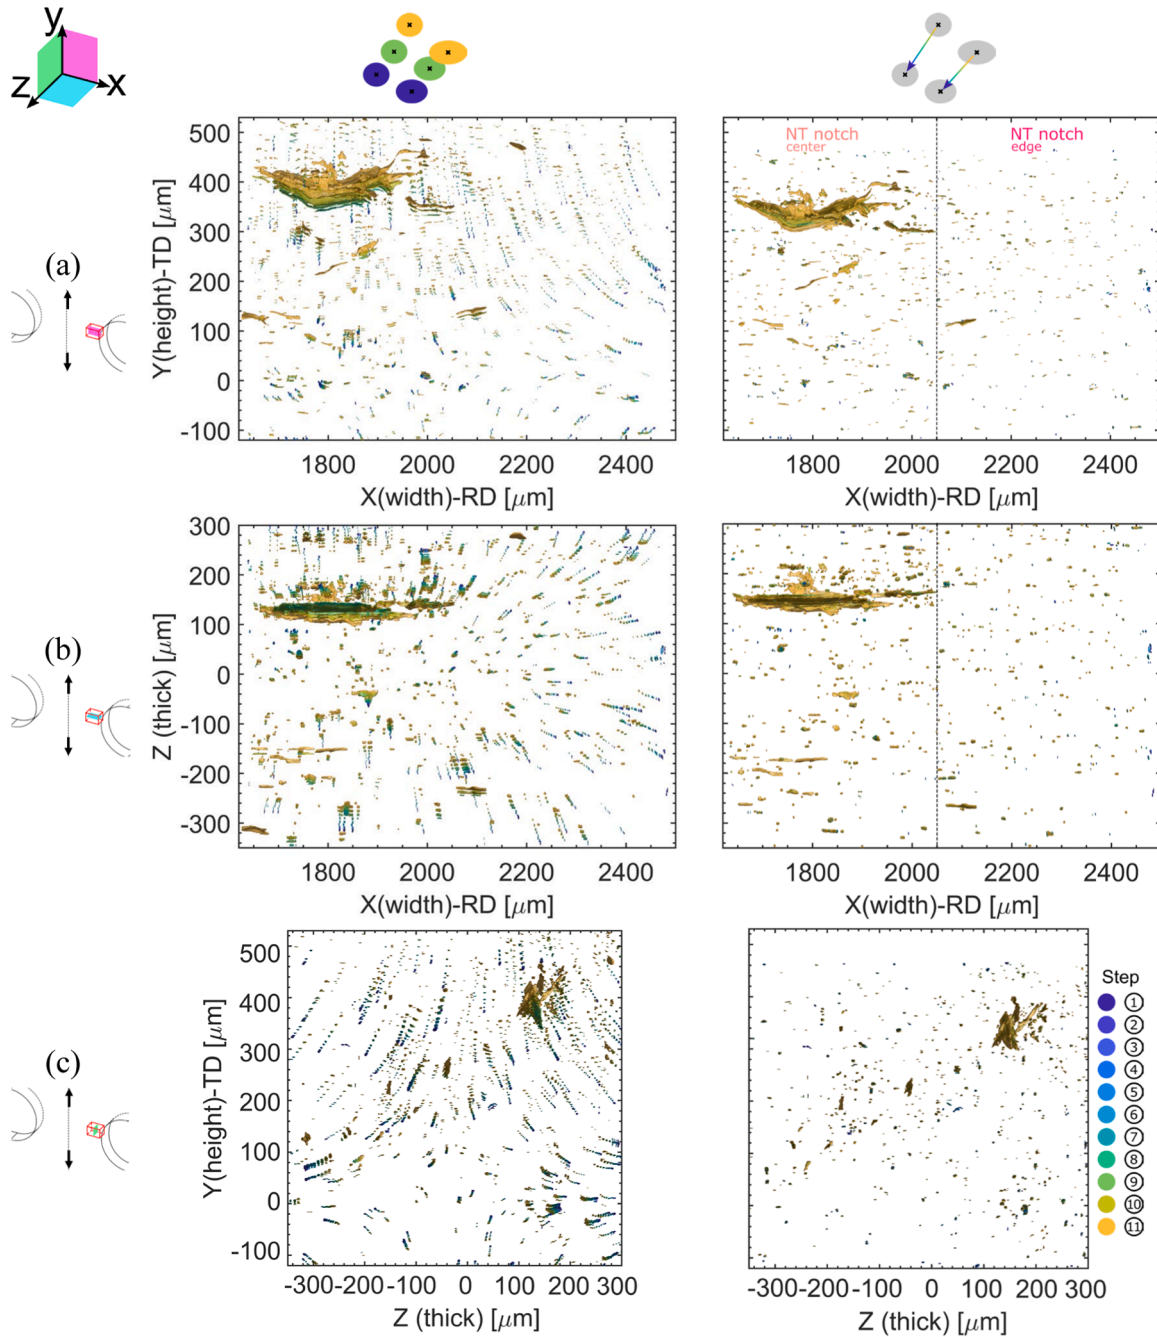 y
z
x
NT notch
center
NT notch
edge
(a)
Y(height)-TD [μm]
500
400
300
200
100
0
-100
1800 2000 2200 2400
X(width)-RD [μm]
1800 2000 2200 2400
X(width)-RD [μm]
(b)
Z (thick) [μm]
300
200
100
0
-100
-200
-300
1800 2000 2200 2400
X(width)-RD [μm]
1800 2000 2200 2400
X(width)-RD [μm]
(c)
Y(height)-TD [μm]
500
400
300
200
100
0
-100
-300 -200 -100 0 100 200 300
Z (thick) [μm]
-300 -200 -100 0 100 200 300
Z (thick) [μm]
Step
①
②
③
④
⑤
⑥
⑦
⑧
⑨
⑩
⑪